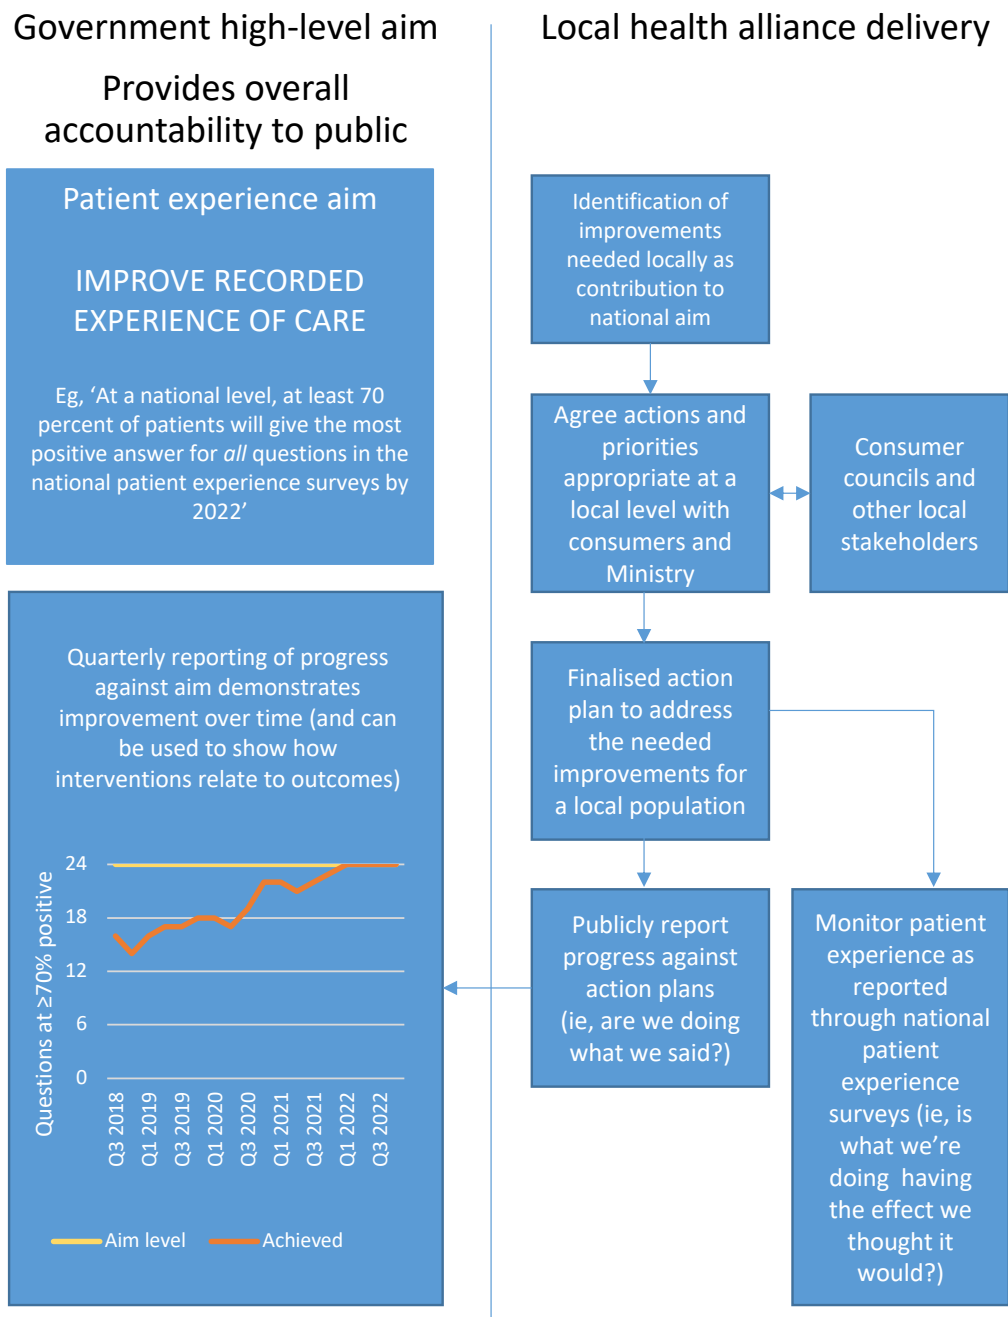 Government high-level aim
Provides overall
accountability to public
Patient experience aim
IMPROVE RECORDED
EXPERIENCE OF CARE
Eg, ‘At a national level, at least 70
percent of patients will give the most
positive answer for all questions in the
national patient experience surveys by
2022’
Quarterly reporting of progress
against aim demonstrates
improvement over time (and can
be used to show how
interventions relate to outcomes)
Questions at ≥70% positive
24
18
12
6
0
Q3 2018
Q1 2019
Q3 2019
Q1 2020
Q3 2020
Q1 2021
Q3 2021
Q1 2022
Q3 2022
Aim level
Achieved
Local health alliance delivery
Identification of
improvements
needed locally as
contribution to
national aim
Agree actions and
priorities
appropriate at a
local level with
consumers and
Ministry
Consumer
councils and
other local
stakeholders
Finalised action
plan to address
the needed
improvements for
a local population
Publicly report
progress against
action plans
(ie, are we doing
what we said?)
Monitor patient
experience as
reported
through national
patient
experience
surveys (ie, is
what we’re
doing  having
the effect we
thought it
would?)